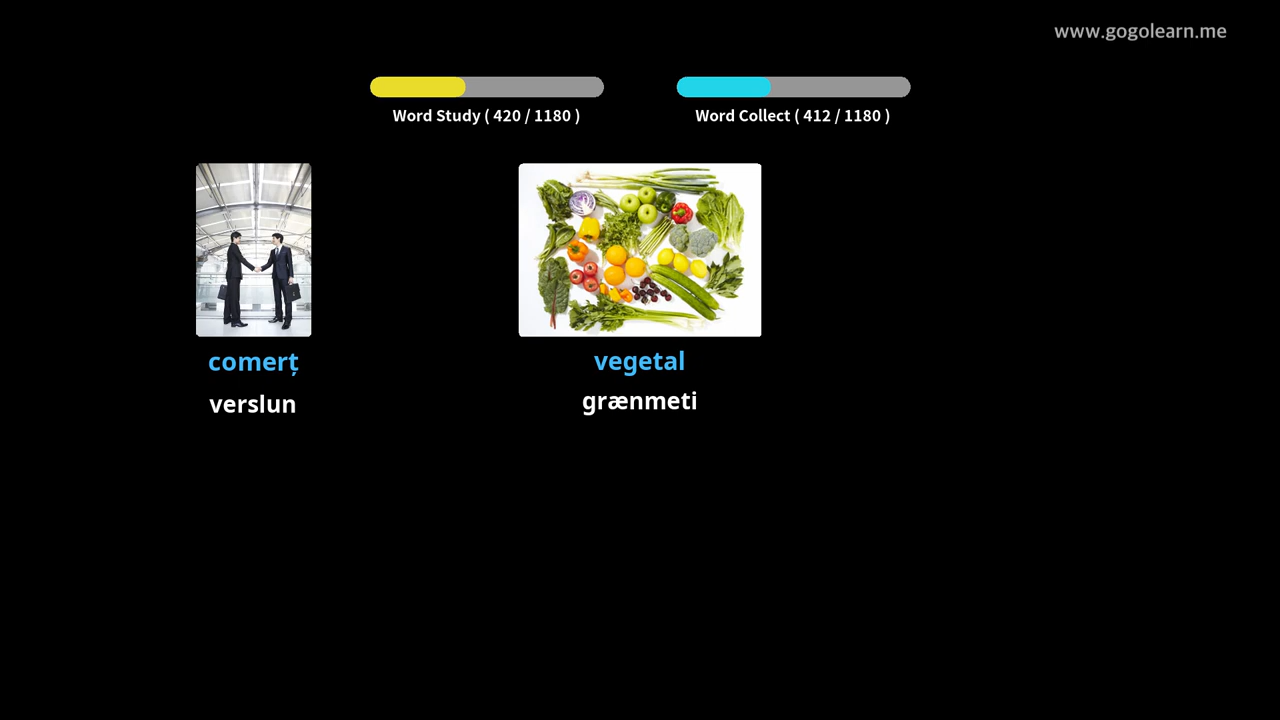 www.gogolearn.me
Word Study ( 420 / 1180 )
Word Collect ( 412 / 1180 )
comerț
verslun
vegetal
grænmeti